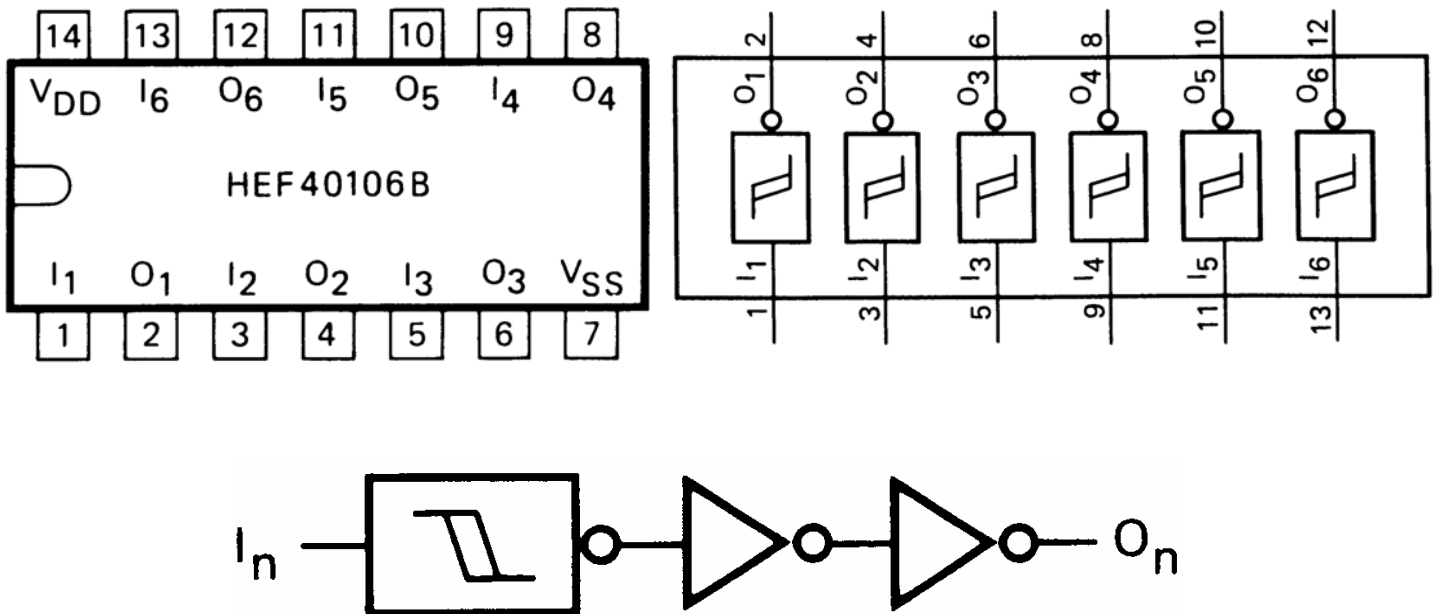 14 13 12 11 10 9 8
VDD I6 O6 I5 O5 I4 O4
HEF40106B
I1 O1 I2 O2 I3 O3 VSS
1 2 3 4 5 6 7
2 4 6 8 10 12
O1 O2 O3 O4 O5 O6
I1 I2 I3 I4 I5 I6
1 3 5 9 11 13
In On